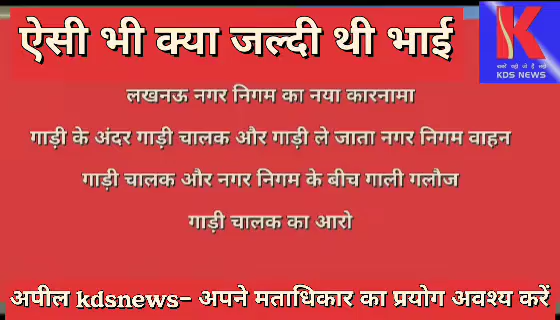 ऐसी भी क्या जल्दी थी भाई
KDS NEWS
लखनऊ नगर निगम का नया कारनामा
गाड़ी के अंदर गाड़ी चालक और गाड़ी ले जाता नगर निगम वाहन
गाड़ी चालक और नगर निगम के बीच गाली गलौज
गाड़ी चालक का आरो
अपील kdsnews- अपने मताधिकार का प्रयोग अवश्य करें